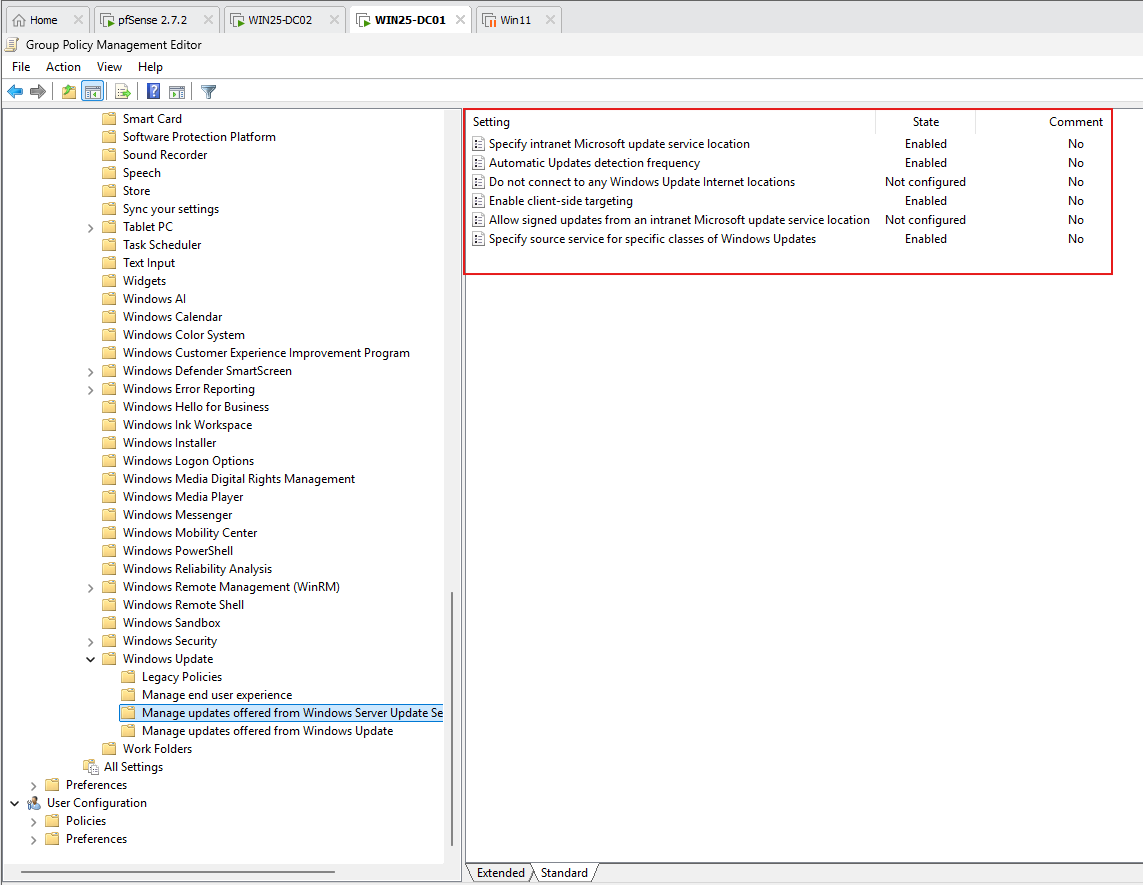 Home
pfSense 2.7.2
WIN25-DC02
WIN25-DC01
Win11
Group Policy Management Editor
File Action View Help
Smart Card
Software Protection Platform
Sound Recorder
Speech
Store
Sync your settings
Tablet PC
Task Scheduler
Text Input
Widgets
Windows AI
Windows Calendar
Windows Color System
Windows Customer Experience Improvement Program
Windows Defender SmartScreen
Windows Error Reporting
Windows Hello for Business
Windows Ink Workspace
Windows Installer
Windows Logon Options
Windows Media Digital Rights Management
Windows Media Player
Windows Messenger
Windows Mobility Center
Windows PowerShell
Windows Reliability Analysis
Windows Remote Management (WinRM)
Windows Remote Shell
Windows Sandbox
Windows Security
Windows Update
Legacy Policies
Manage end user experience
Manage updates offered from Windows Server Update Se
Manage updates offered from Windows Update
Work Folders
All Settings
Preferences
User Configuration
Policies
Preferences
Setting State Comment
Specify intranet Microsoft update service location Enabled No
Automatic Updates detection frequency Enabled No
Do not connect to any Windows Update Internet locations Not configured No
Enable client-side targeting Enabled No
Allow signed updates from an intranet Microsoft update service location Not configured No
Specify source service for specific classes of Windows Updates Enabled No
Extended Standard